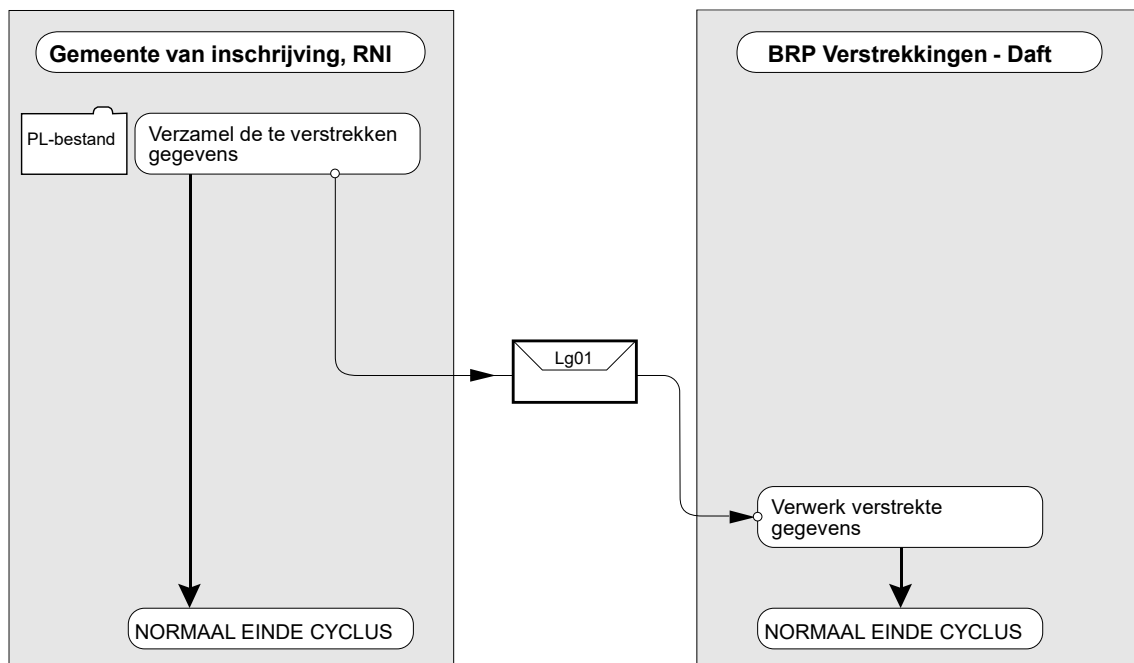 Gemeente van inschrijving, RNI
BRP Verstrekkingen - Daft
PL-bestand
Verzamel de te verstrekken
gegevens
Lg01
Verwerk verstrekte
gegevens
NORMAAL EINDE CYCLUS
NORMAAL EINDE CYCLUS